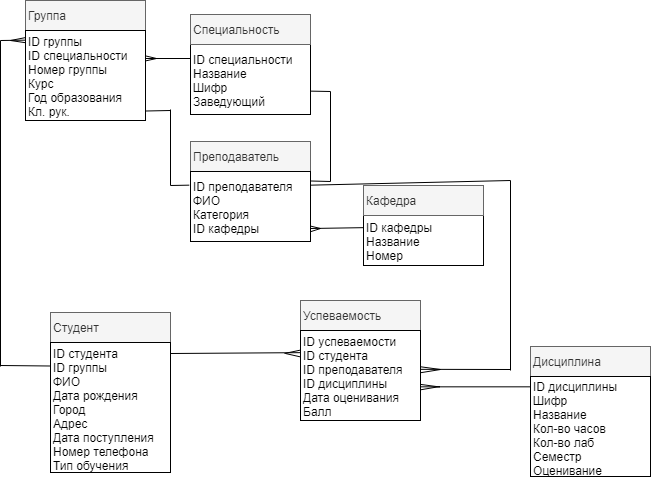 Группа
ID группы
ID специальности
Номер группы
Курс
Год образования
Кл. рук.
Специальность
ID специальности
Название
Шифр
Заведующий
Преподаватель
ID преподавателя
ФИО
Категория
ID кафедры
Кафедра
ID кафедры
Название
Номер
Студент
ID студента
ID группы
ФИО
Дата рождения
Город
Адрес
Дата поступления
Номер телефона
Тип обучения
Успеваемость
ID успеваемости
ID студента
ID преподавателя
ID дисциплины
Дата оценивания
Балл
Дисциплина
ID дисциплины
Шифр
Название
Кол-во часов
Кол-во лаб
Семестр
Оценивание